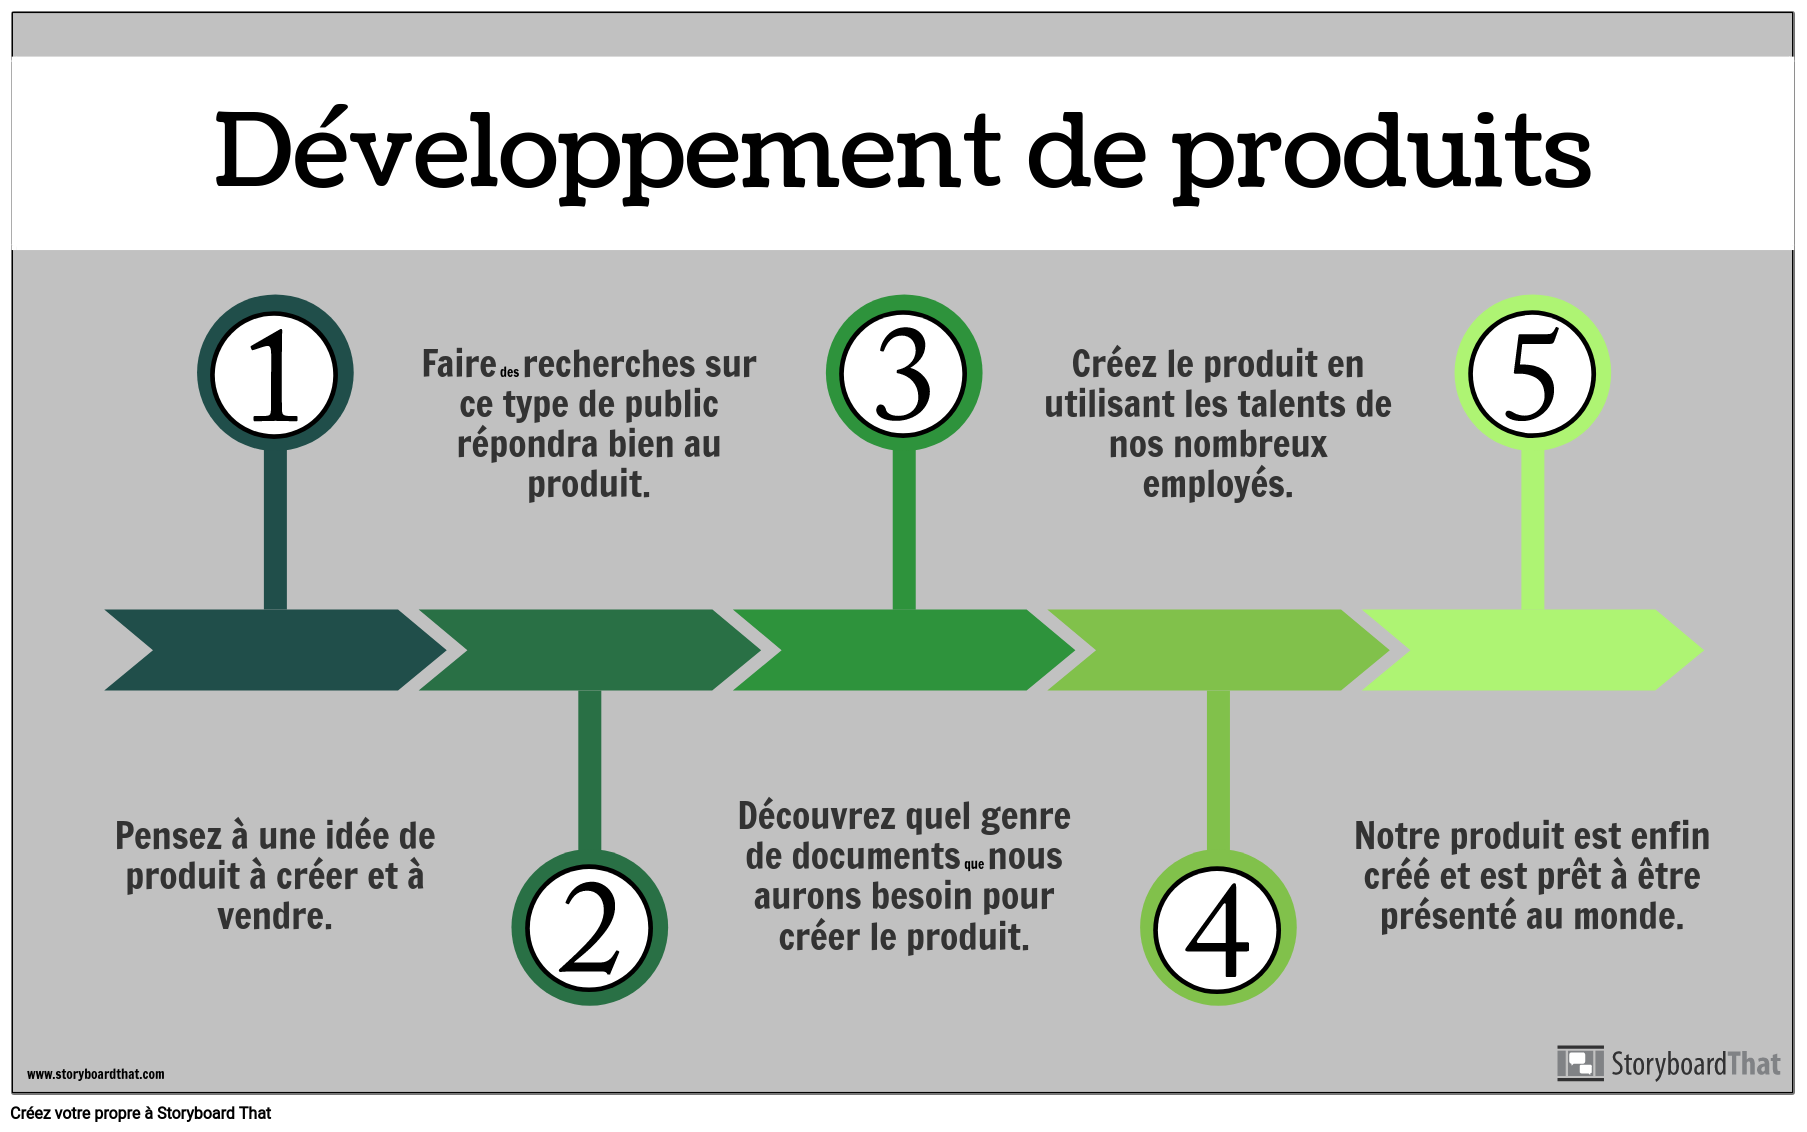 Développement de produits
1
Pensez à une idée de
produit à créer et à
vendre.
2
Faire des recherches sur
ce type de public
répondra bien au
produit.
3
Découvrez quel genre
de documents que nous
aurons besoin pour
créer le produit.
4
Créez le produit en
utilisant les talents de
nos nombreux
employés.
5
Notre produit est enfin
créé et est prêt à être
présenté au monde.
www.storyboardthat.com
StoryboardThat
Créez votre propre à Storyboard That